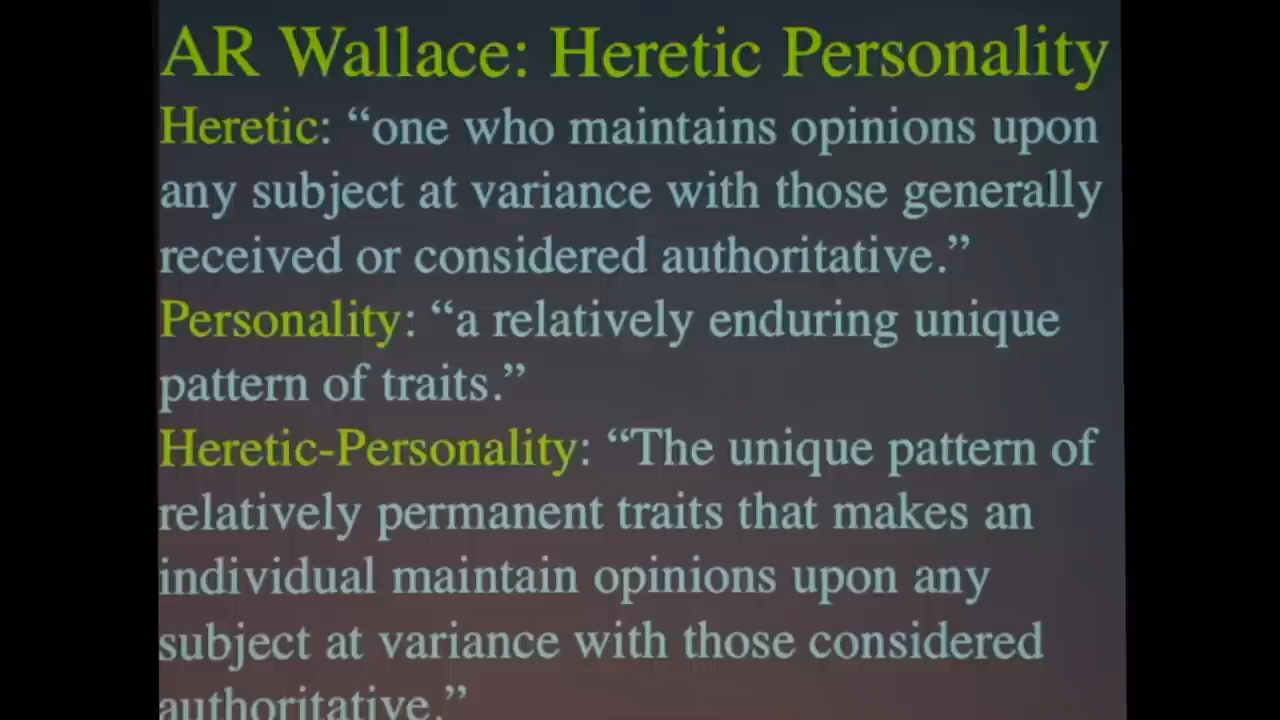 AR Wallace: Heretic Personality
Heretic: “one who maintains opinions upon
any subject at variance with those generally
received or considered authoritative.”
Personality: “a relatively enduring unique
pattern of traits.”
Heretic-Personality: “The unique pattern of
relatively permanent traits that makes an
individual maintain opinions upon any
subject at variance with those considered
authoritative.”